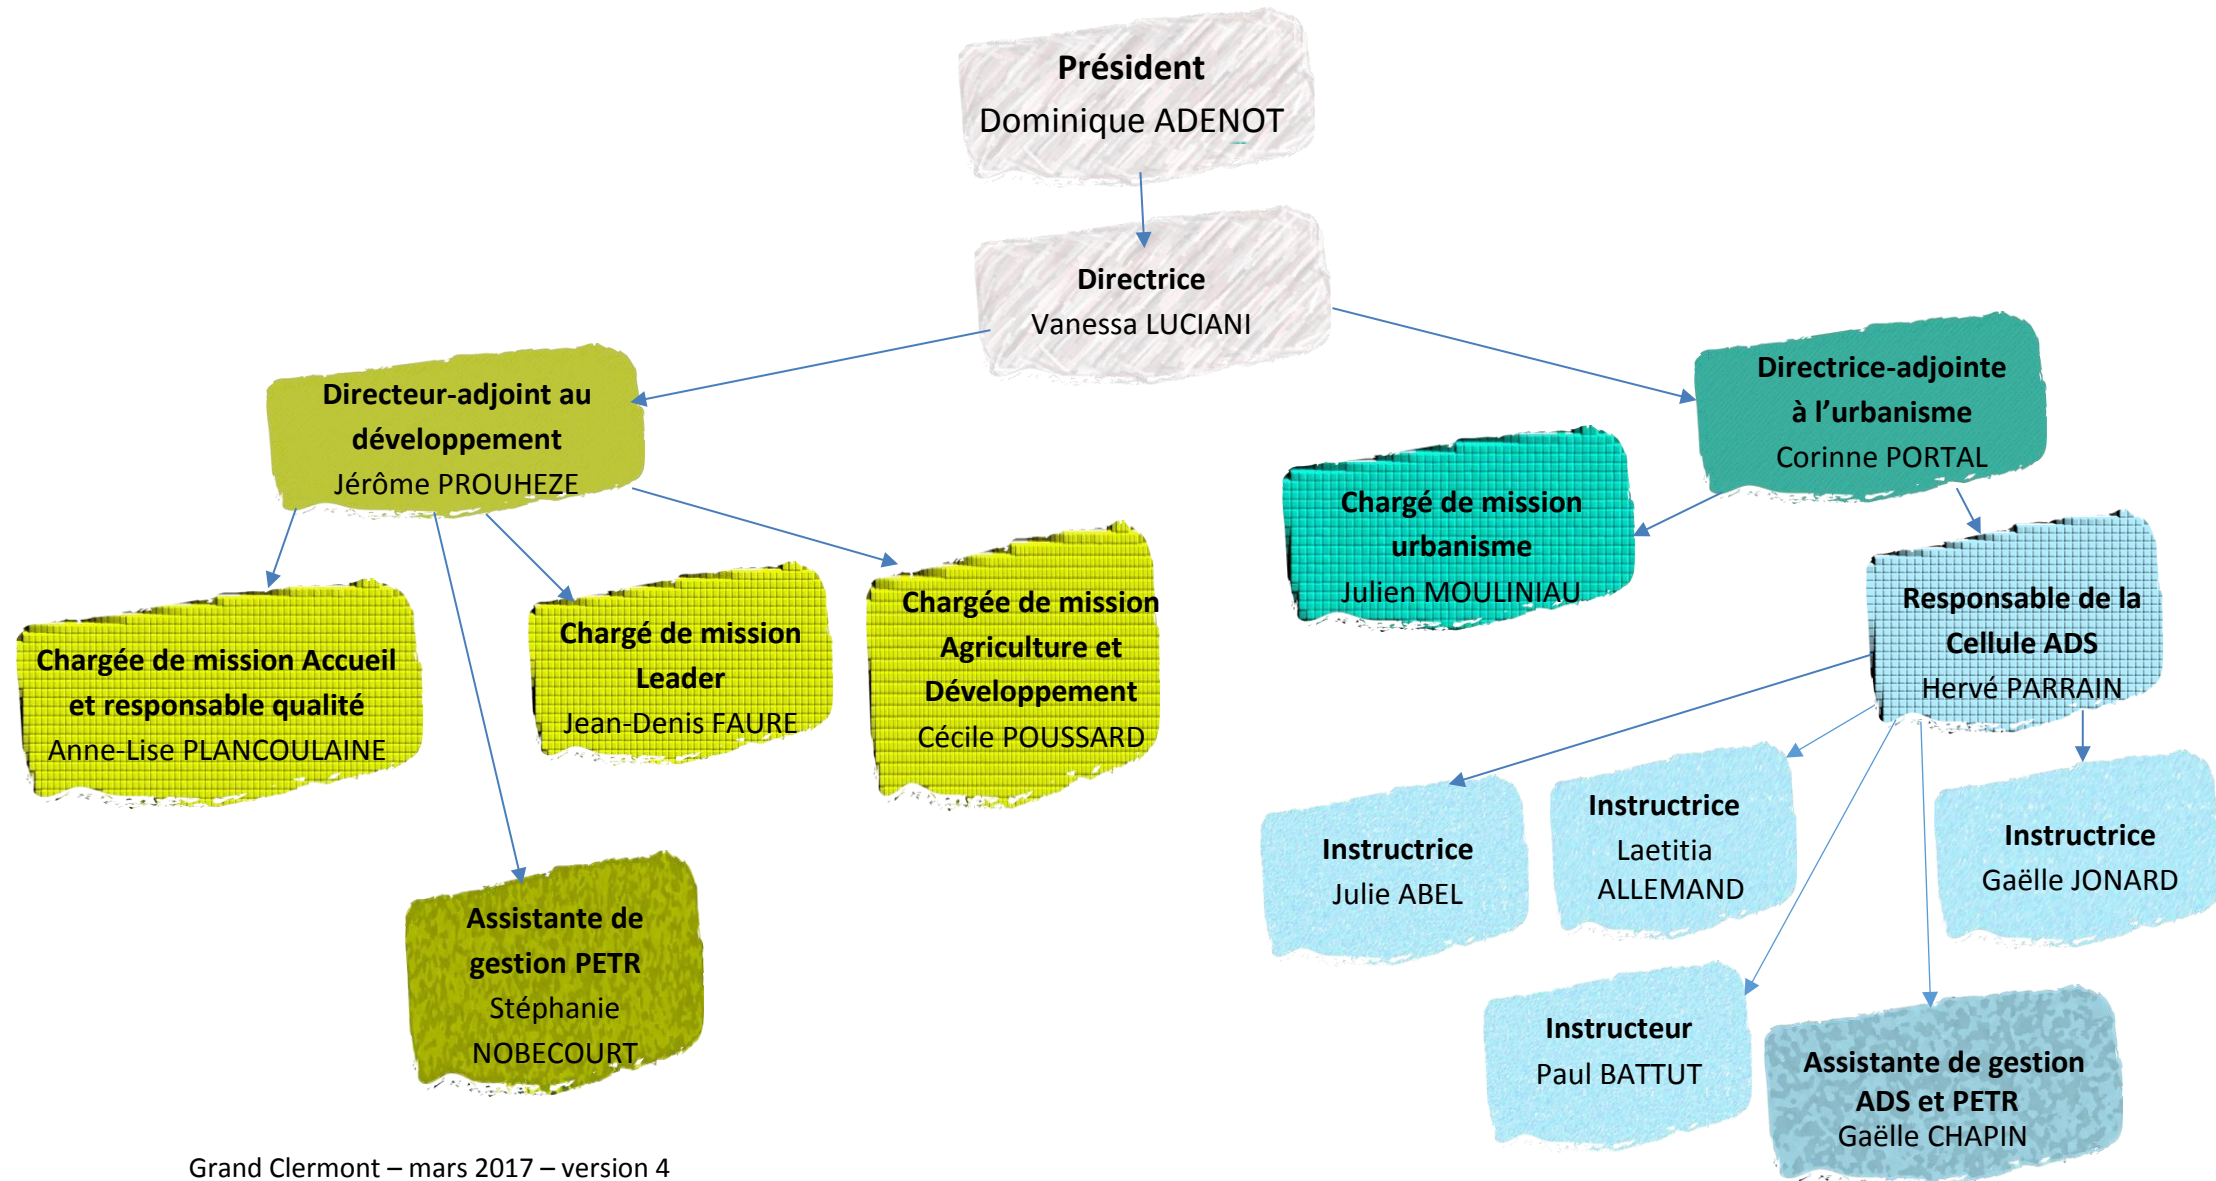 Président
Dominique ADENOT
Directrice
Vanessa LUCIANI
Directeur-adjoint au
développement
Jérôme PROUHEZE
Directrice-adjointe
à l’urbanisme
Corinne PORTAL
Chargé de mission
urbanisme
Julien MOULINIAU
Chargée de mission Accueil
et responsable qualité
Anne-Lise PLANCOULAINE
Chargé de mission
Leader
Jean-Denis FAURE
Chargée de mission
Agriculture et
Développement
Cécile POUSSARD
Responsable de la
Cellule ADS
Hervé PARRAIN
Instructrice
Julie ABEL
Instructrice
Laetitia
ALLEMAND
Instructrice
Gaëlle JONARD
Assistante de
gestion PETR
Stéphanie
NOBECOURT
Instructeur
Paul BATTUT
Assistante de gestion
ADS et PETR
Gaëlle CHAPIN
Grand Clermont – mars 2017 – version 4